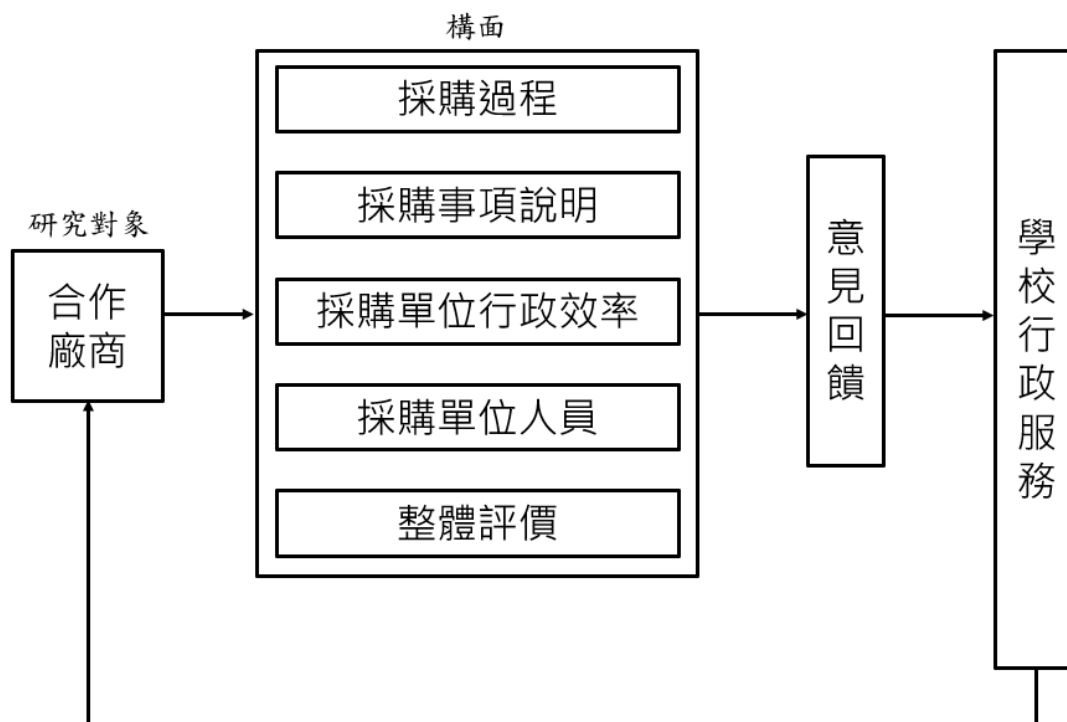 構面
採購過程
採購事項說明
採購單位行政效率
採購單位人員
整體評價
研究對象
合作
廠商
意見回饋
學校行政服務